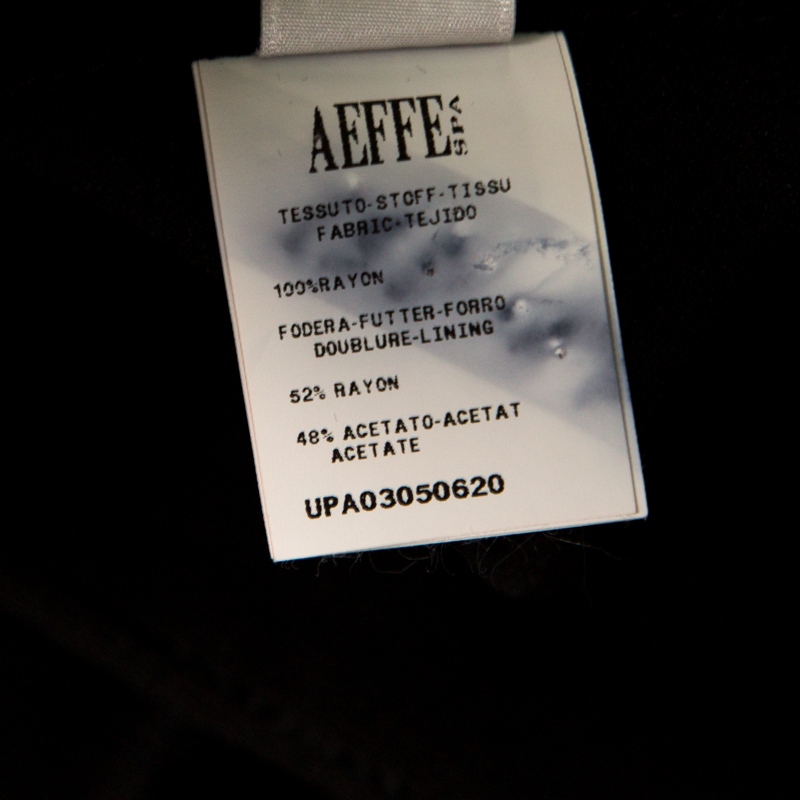 AEFFE SPA
TESSUTO-STOFF-TISSU
FABRIC-TEJIDO
100%RAYON
FODERA-FUTTER-FORRO
DOUBLURE-LINING
52% RAYON
48% ACETATO-ACETAT
ACETATE
UPA03050620